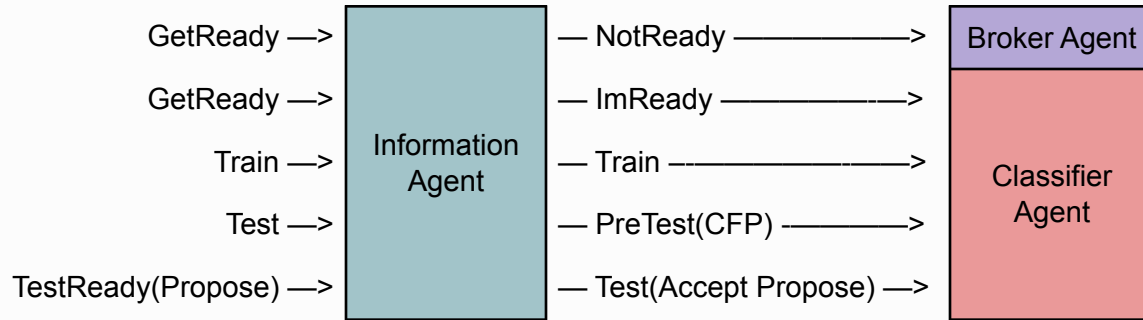 GetReady —>
— NotReady ————————>
Broker Agent
GetReady —>
— ImReady ————————>
Train —>
Information
Agent
— Train ————————>
Classifier
Agent
Test —>
— PreTest(CFP) ——————>
TestReady(Propose) —>
— Test(Accept Propose) —>